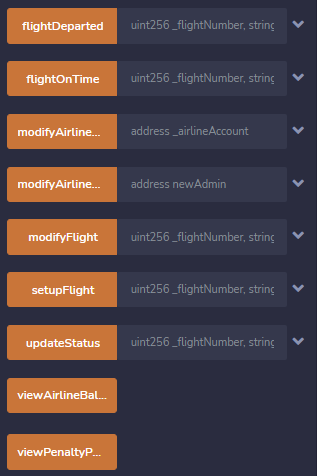 flightDeparted uint256 _flightNumber, string
flightOnTime uint256 _flightNumber, string
modifyAirline... address _airlineAccount
modifyAirline... address newAdmin
modifyFlight uint256 _flightNumber, string
setupFlight uint256 _flightNumber, string
updateStatus uint256 _flightNumber, string
viewAirlineBal...
viewPenaltyP...